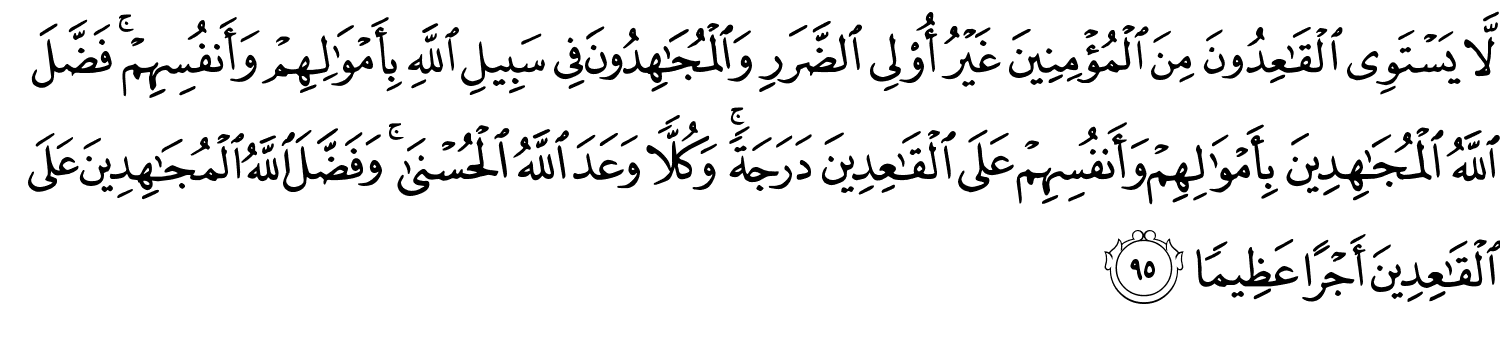 لَّا يَسْتَوِى ٱلْقَٰعِدُونَ مِنَ ٱلْمُؤْمِنِينَ غَيْرُ أُو۟لِى ٱلضَّرَرِ وَٱلْمُجَٰهِدُونَ فِى سَبِيلِ ٱللَّهِ بِأَمْوَٰلِهِمْ وَأَنفُسِهِمْ ۚ فَضَّلَ
ٱللَّهُ ٱلْمُجَٰهِدِينَ بِأَمْوَٰلِهِمْ وَأَنفُسِهِمْ عَلَى ٱلْقَٰعِدِينَ دَرَجَةً ۚ وَكُلًّا وَعَدَ ٱللَّهُ ٱلْحُسْنَىٰ ۚ وَفَضَّلَ ٱللَّهُ ٱلْمُجَٰهِدِينَ عَلَى
ٱلْقَٰعِدِينَ أَجْرًا عَظِيمًا ٩٥